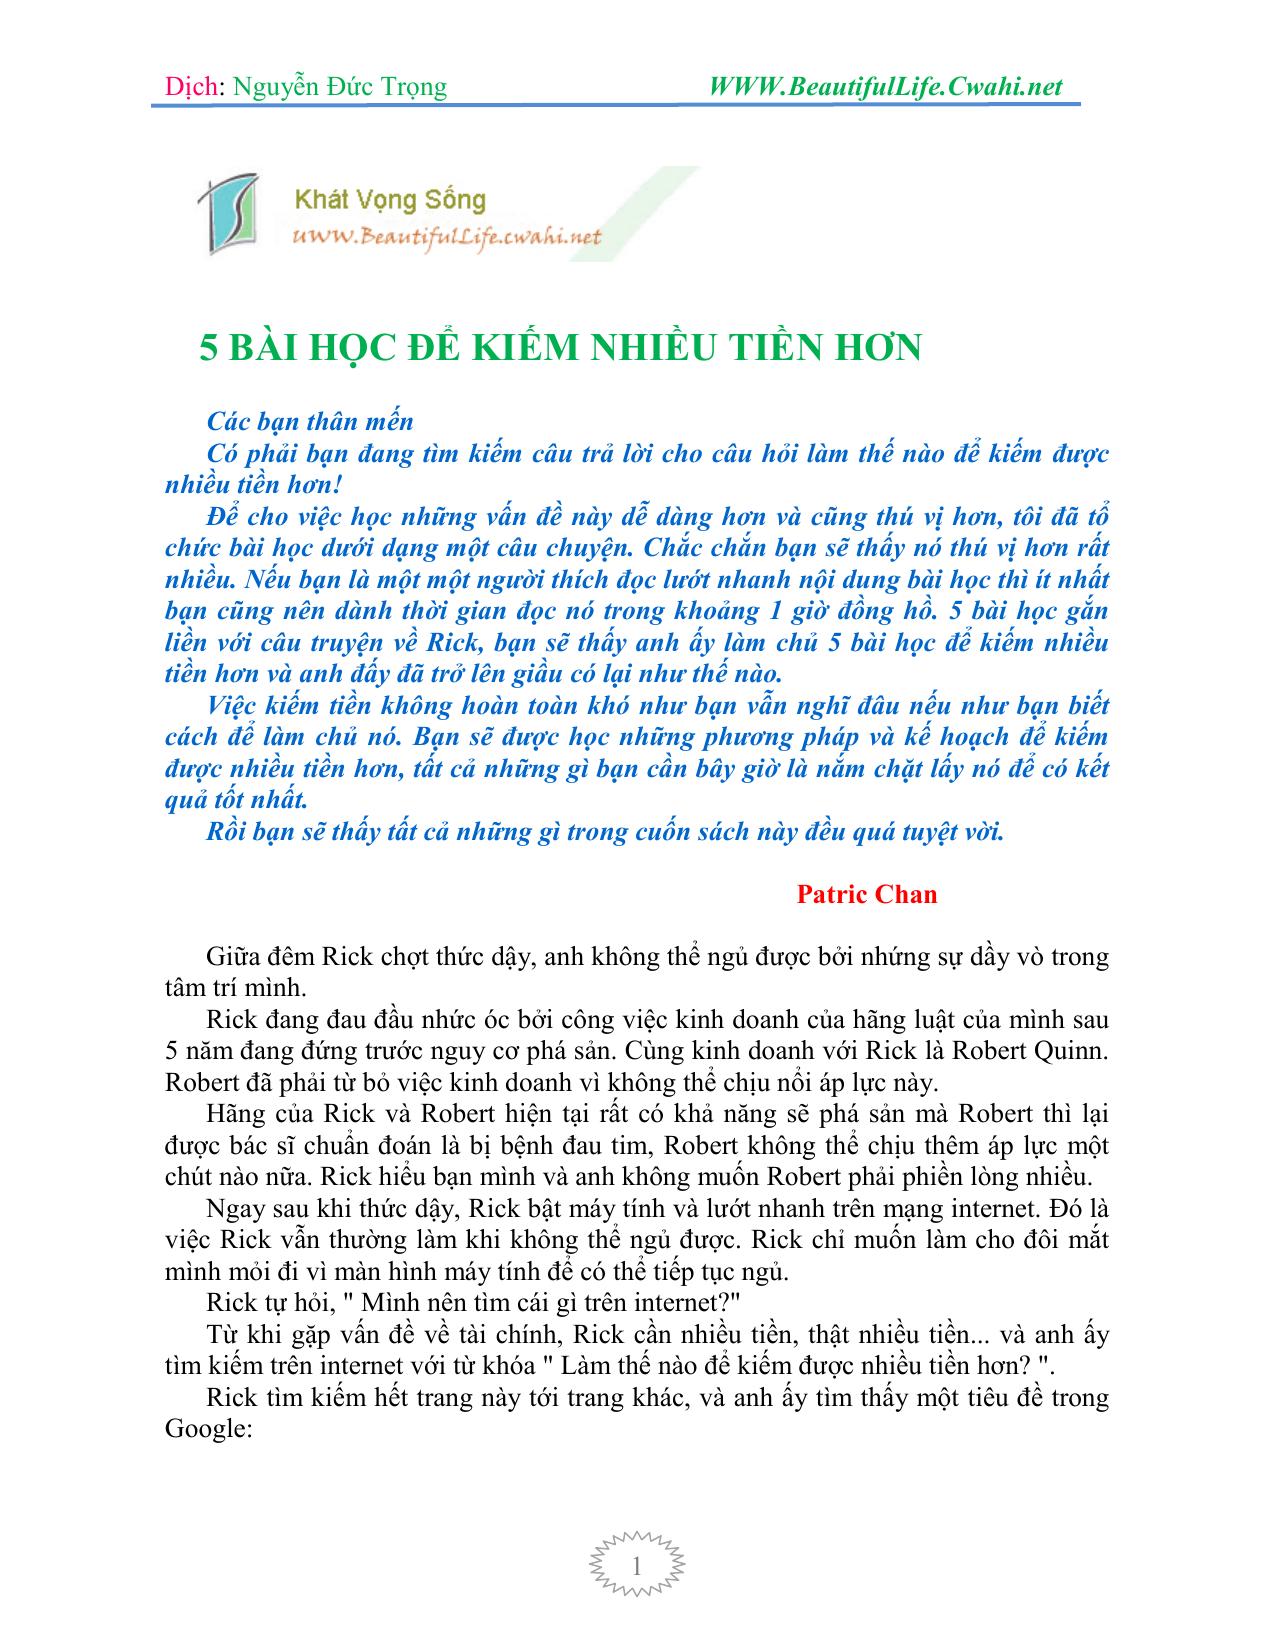 Dịch: Nguyễn Đức Trọng WWW.BeautifulLife.Cwahi.net
Khát Vọng Sống
WWW.BeautifulLife.cwahi.net
5 BÀI HỌC ĐỂ KIẾM NHIỀU TIỀN HƠN
Các bạn thân mến
Có phải bạn đang tìm kiếm câu trả lời cho câu hỏi làm thế nào để kiếm được
nhiều tiền hơn!
Để cho việc học những vấn đề này dễ dàng hơn và cũng thú vị hơn, tôi đã tổ
chức bài học dưới dạng một câu chuyện. Chắc chắn bạn sẽ thấy nó thú vị hơn rất
nhiều. Nếu bạn là một một người thích đọc lướt nhanh nội dung bài học thì ít nhất
bạn cũng nên dành thời gian đọc nó trong khoảng 1 giờ đồng hồ. 5 bài học gắn
liền với câu truyện về Rick, bạn sẽ thấy anh ấy làm chủ 5 bài học để kiếm nhiều
tiền hơn và anh đấy đã trở lên giầu có lại như thế nào.
Việc kiếm tiền không hoàn toàn khó như bạn vẫn nghĩ đâu nếu như bạn biết
cách để làm chủ nó. Bạn sẽ được học những phương pháp và kế hoạch để kiếm
được nhiều tiền hơn, tất cả những gì bạn cần bây giờ là nắm chặt lấy nó để có kết
quả tốt nhất.
Rồi bạn sẽ thấy tất cả những gì trong cuốn sách này đều quá tuyệt vời.
Patric Chan
Giữa đêm Rick chợt thức dậy, anh không thể ngủ được bởi nhứng sự dầy vò trong
tâm trí mình.
Rick đang đau đầu nhức óc bởi công việc kinh doanh của hãng luật của mình sau
5 năm đang đứng trước nguy cơ phá sản. Cùng kinh doanh với Rick là Robert Quinn.
Robert đã phải từ bỏ việc kinh doanh vì không thể chịu nổi áp lực này.
Hãng của Rick và Robert hiện tại rất có khả năng sẽ phá sản mà Robert thì lại
được bác sĩ chuẩn đoán là bị bệnh đau tim, Robert không thể chịu thêm áp lực một
chút nào nữa. Rick hiểu bạn mình và anh không muốn Robert phải phiền lòng nhiều.
Ngay sau khi thức dậy, Rick bật máy tính và lướt nhanh trên mạng internet. Đó là
việc Rick vẫn thường làm khi không thể ngủ được. Rick chỉ muốn làm cho đôi mắt
mình mỏi đi vì màn hình máy tính để có thể tiếp tục ngủ.
Rick tự hỏi, " Mình nên tìm cái gì trên internet?"
Từ khi gặp vấn đề về tài chính, Rick cần nhiều tiền, thật nhiều tiền... và anh ấy
tìm kiếm trên internet với từ khóa " Làm thế nào để kiếm được nhiều tiền hơn? ".
Rick tìm kiếm hết trang này tới trang khác, và anh ấy tìm thấy một tiêu đề trong
Google:
1